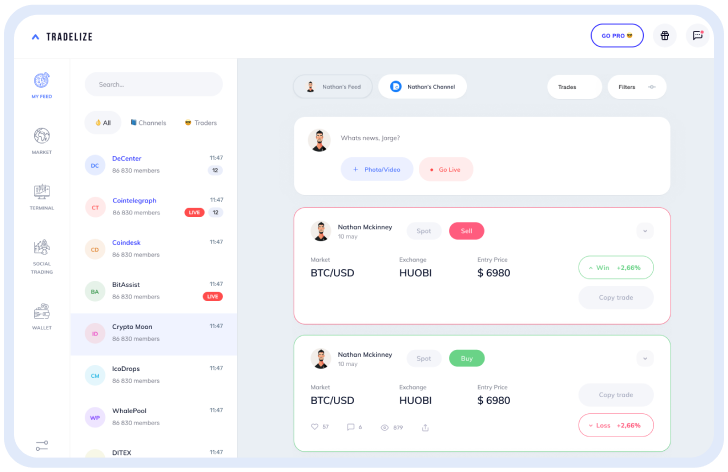 TRADELIZE
GO PRO 😎
MY FEED
MARKET
TERMINAL
SOCIAL
TRADING
WALLET
Search...
👌 All
📘 Channels
😎 Traders
DC
DeCenter
11:47
86 830 members
12
CT
Cointelegraph
11:47
86 830 members
LIVE
12
CD
Coindesk
11:47
86 830 members
BA
BitAssist
11:47
86 830 members
LIVE
ID
Crypto Moon
11:47
86 830 members
CM
IcoDrops
11:47
86 830 members
WP
WhalePool
11:47
86 830 members
DITEX
11:47
Nathan's Feed
Nathan's Channel
Trades
Filters
Whats news, Jarge?
+ Photo/Video
Go Live
Nathan Mckinney
10 may
Spot
Sell
Market
Exchange
Entry Price
BTC/USD
HUOBI
$ 6980
Win +2,66%
Copy trade
Nathan Mckinney
10 may
Spot
Buy
Market
Exchange
Entry Price
BTC/USD
HUOBI
$ 6980
Copy trade
57
6
879
Loss +2,66%